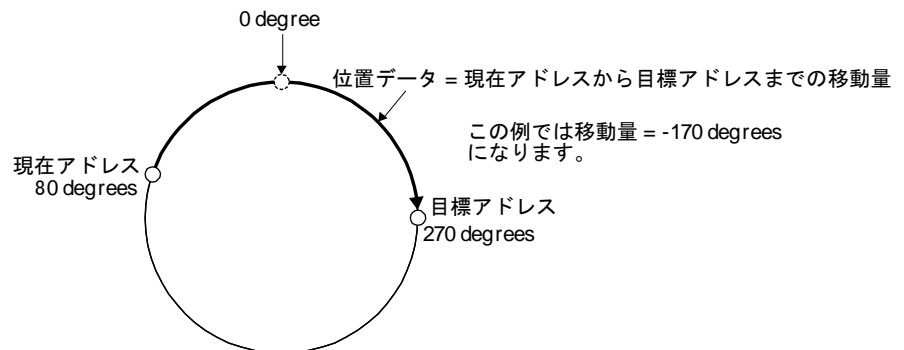 0 degree
位置データ = 現在アドレスから目標アドレスまでの移動量
この例では移動量 = -170 degrees
になります。
現在アドレス
80 degrees
目標アドレス
270 degrees